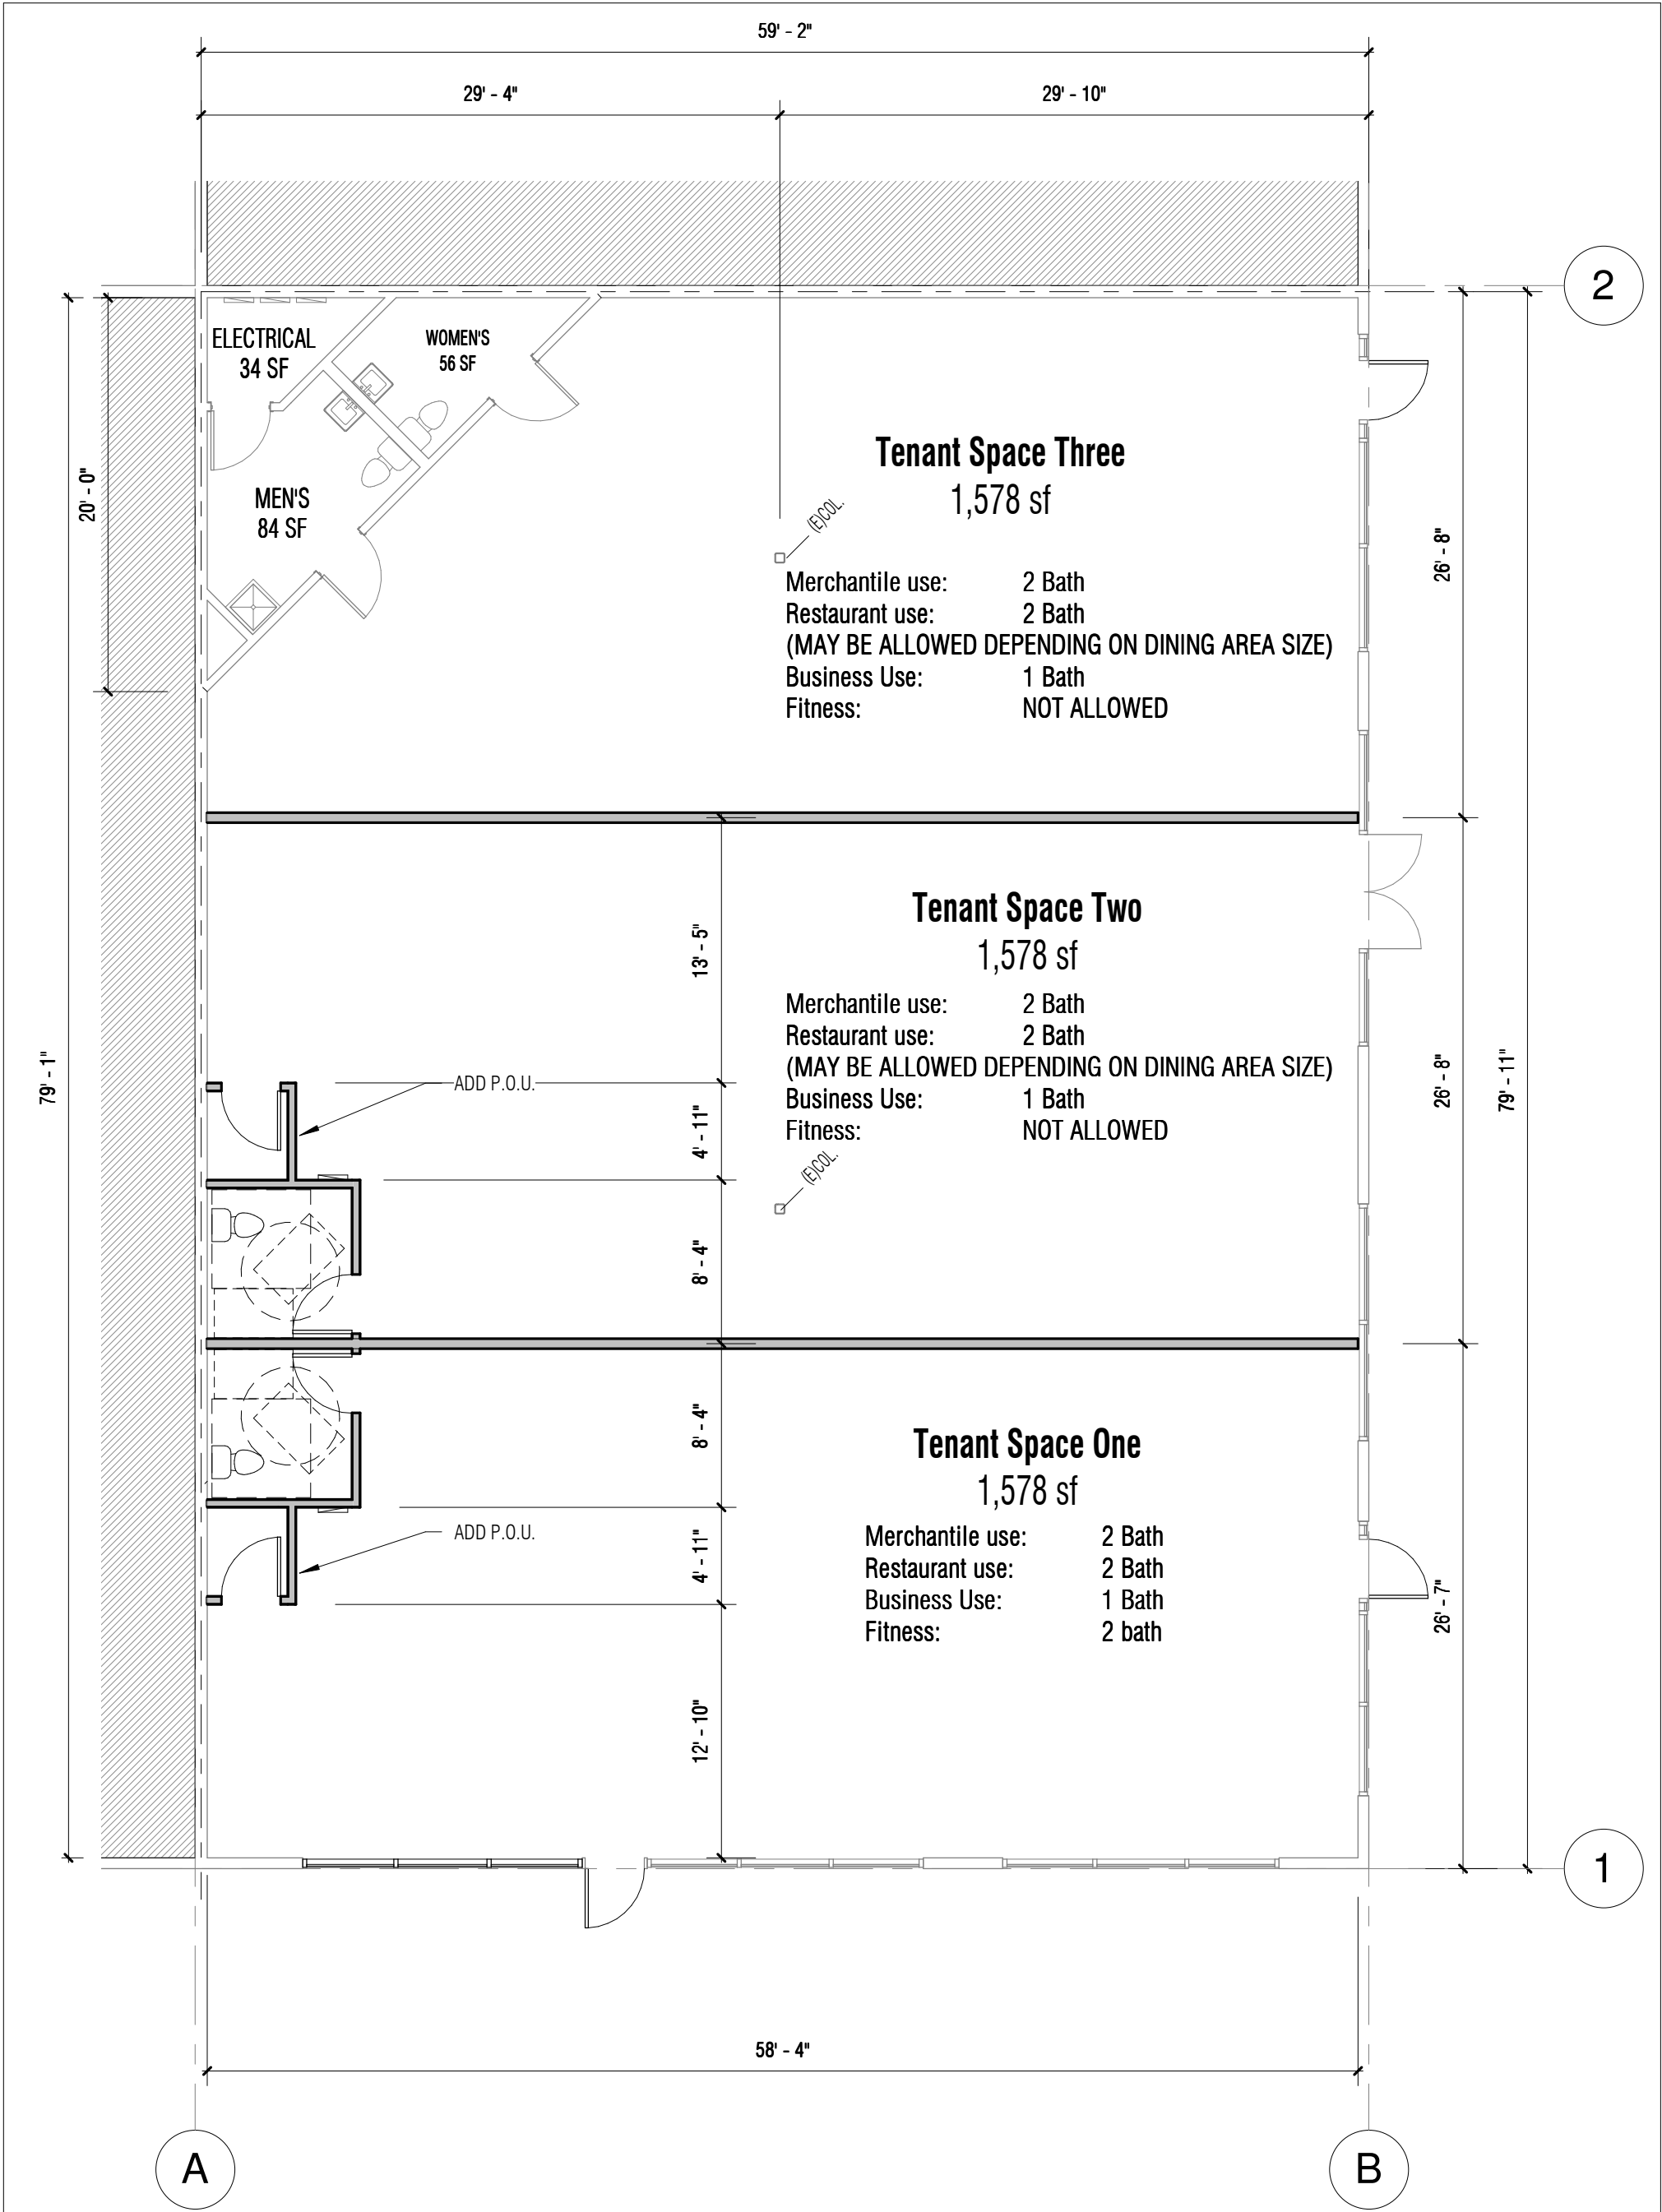 59' - 2"
29' - 4"
29' - 10"
2
ELECTRICAL
34 SF
WOMEN'S
56 SF
MEN'S
84 SF
20' - 0"
Tenant Space Three
1,578 sf
(E)COL.
Merchantile use: 2 Bath
Restaurant use: 2 Bath
(MAY BE ALLOWED DEPENDING ON DINING AREA SIZE)
Business Use: 1 Bath
Fitness: NOT ALLOWED
26' - 8"
Tenant Space Two
1,578 sf
Merchantile use: 2 Bath
Restaurant use: 2 Bath
(MAY BE ALLOWED DEPENDING ON DINING AREA SIZE)
Business Use: 1 Bath
Fitness: NOT ALLOWED
(E)COL.
13' - 5"
ADD P.O.U.
4' - 11"
8' - 4"
26' - 8"
79' - 11"
79' - 1"
Tenant Space One
1,578 sf
Merchantile use: 2 Bath
Restaurant use: 2 Bath
Business Use: 1 Bath
Fitness: 2 bath
8' - 4"
ADD P.O.U.
4' - 11"
12' - 10"
26' - 7"
1
58' - 4"
A
B